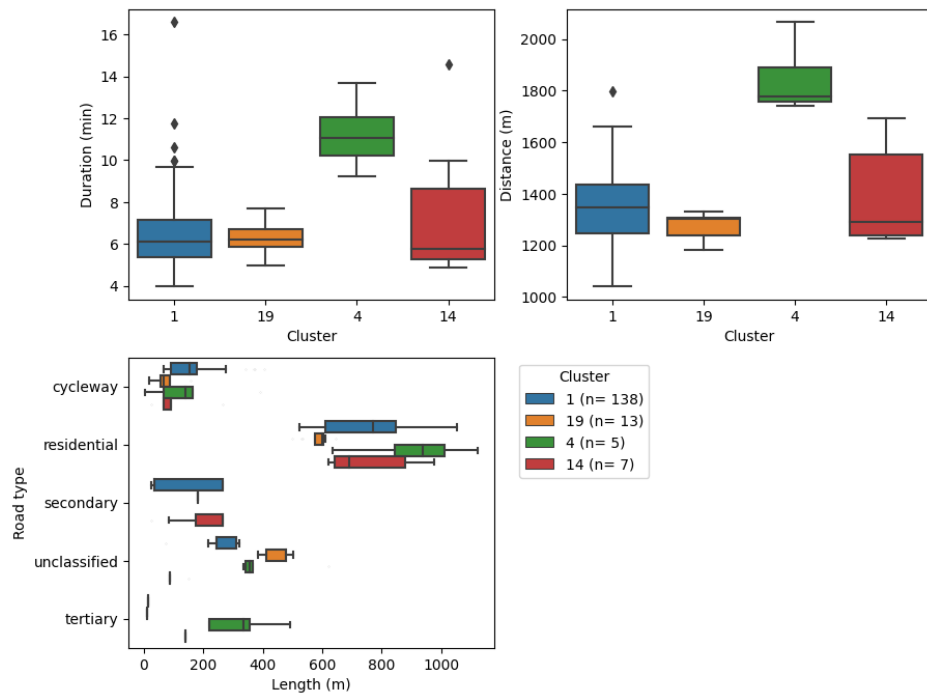 16
14
12
10
8
6
4
Duration (min)
1 19 4 14
Cluster
2000
1800
1600
1400
1200
1000
Distance (m)
1 19 4 14
Cluster
cycleway
residential
secondary
unclassified
tertiary
Road type
0 200 400 600 800 1000
Length (m)
Cluster
1 (n= 138)
19 (n= 13)
4 (n= 5)
14 (n= 7)